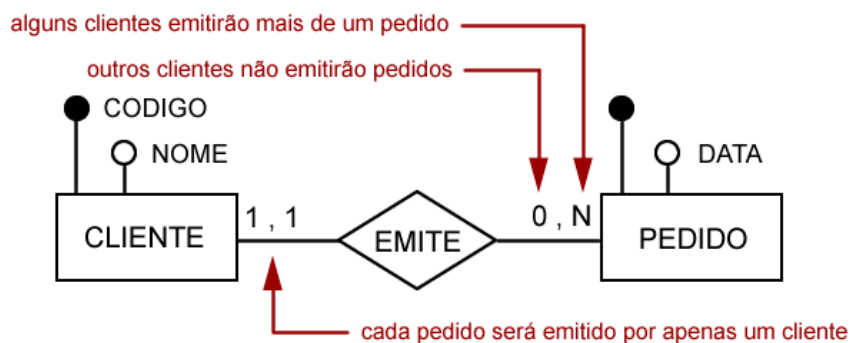 alguns clientes emitirão mais de um pedido
outros clientes não emitirão pedidos
CODIGO
NOME
DATA
CLIENTE
1 , 1
EMITE
0 , N
PEDIDO
cada pedido será emitido por apenas um cliente